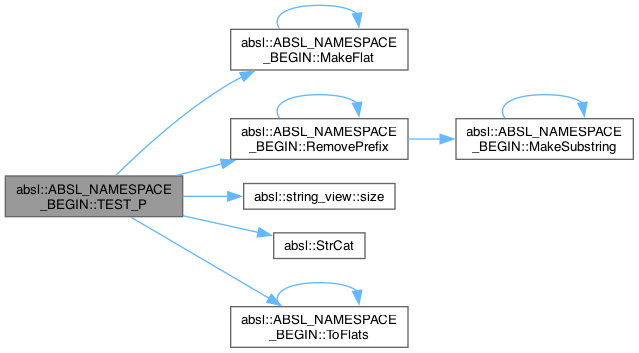 absl::ABSL_NAMESPACE
_BEGIN::MakeFlat
absl::ABSL_NAMESPACE
_BEGIN::RemovePrefix
absl::ABSL_NAMESPACE
_BEGIN::MakeSubstring
absl::ABSL_NAMESPACE
_BEGIN::TEST_P
absl::string_view::size
absl::StrCat
absl::ABSL_NAMESPACE
_BEGIN::ToFlats